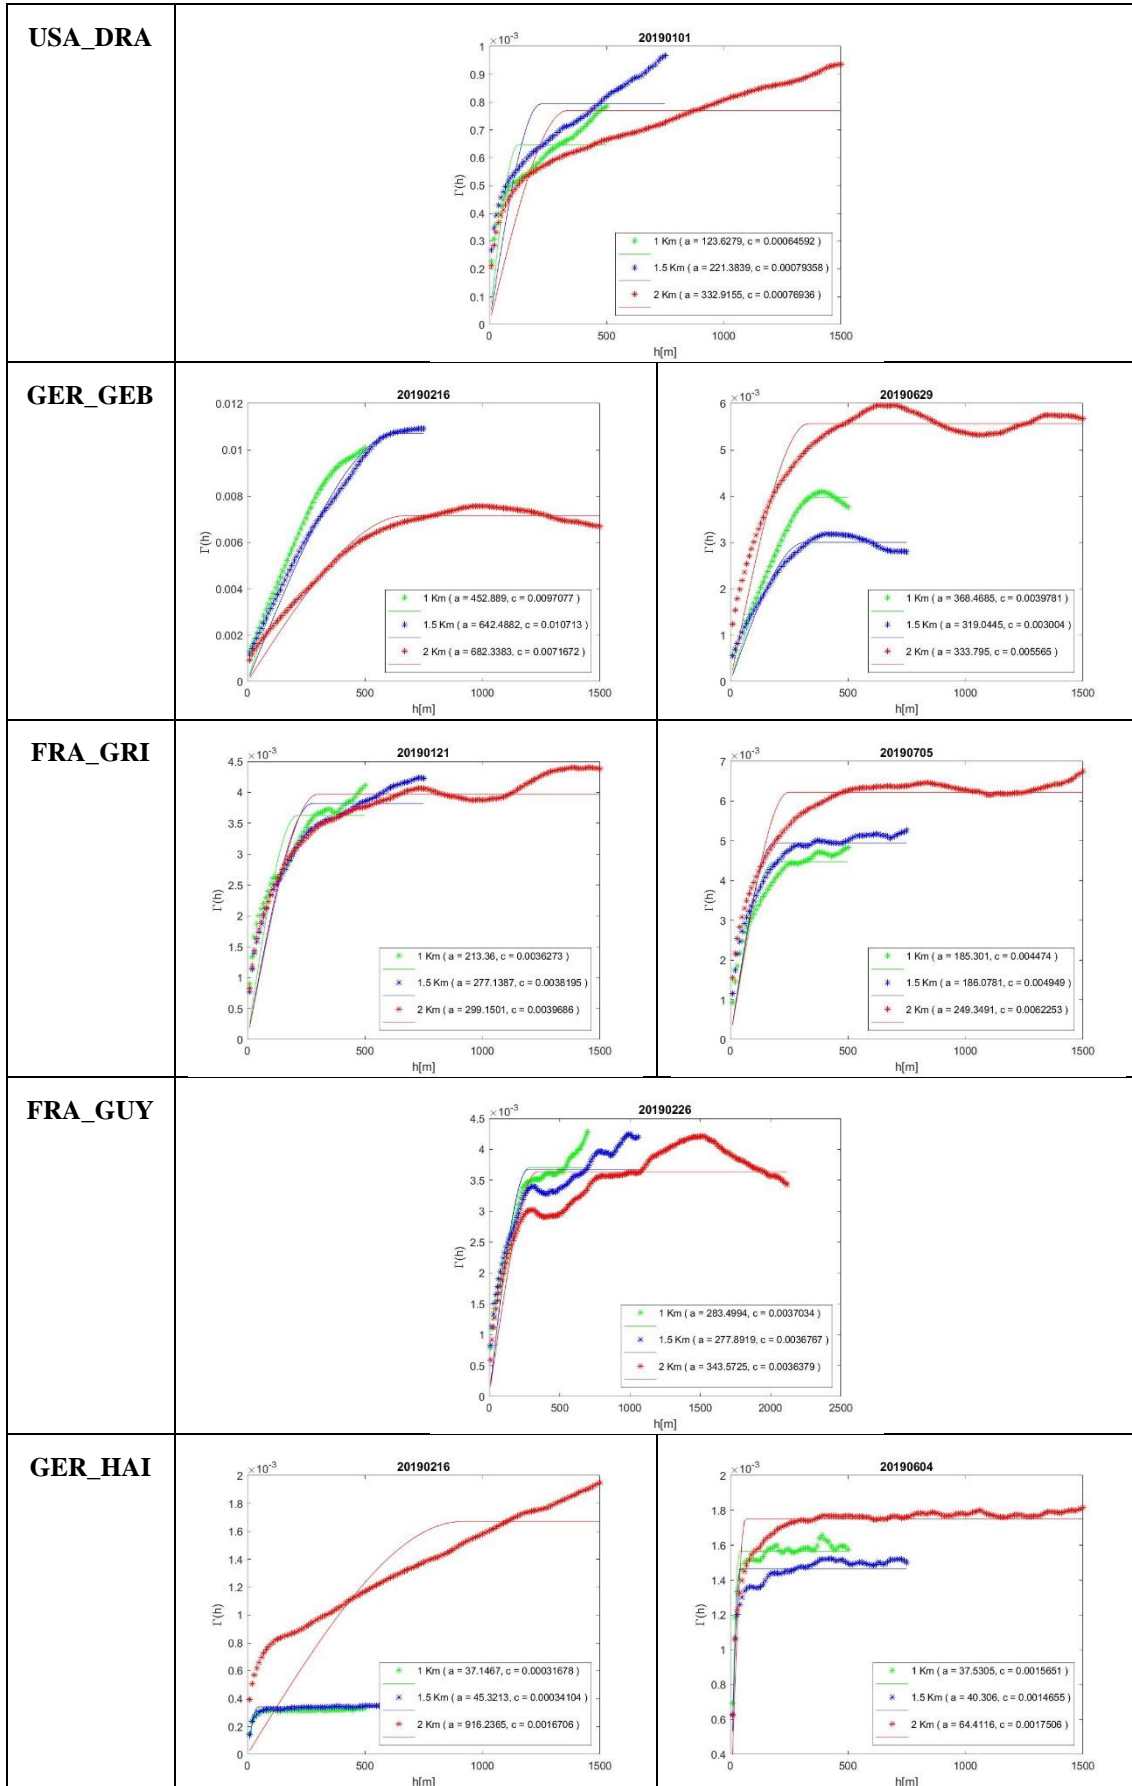 USA_DRA
20190101
×10⁻³
1
0.9
0.8
0.7
0.6
0.5
0.4
0.3
0.2
0.1
0
Γ(h)
1 Km ( a = 123.6279, c = 0.00064592 )
1.5 Km ( a = 221.3839, c = 0.00079358 )
2 Km ( a = 332.9155, c = 0.00076936 )
0 500 1000 1500
h[m]
GER_GEB
20190216
0.012
0.01
0.008
0.006
0.004
0.002
0
Γ(h)
1 Km ( a = 452.889, c = 0.0097077 )
1.5 Km ( a = 642.4882, c = 0.010713 )
2 Km ( a = 682.3383, c = 0.0071672 )
0 500 1000 1500
h[m]
20190629
×10⁻³
6
5
4
3
2
1
0
Γ(h)
1 Km ( a = 368.4685, c = 0.0039781 )
1.5 Km ( a = 319.0445, c = 0.003004 )
2 Km ( a = 333.795, c = 0.005565 )
0 500 1000 1500
h[m]
FRA_GRI
20190121
×10⁻³
4.5
4
3.5
3
2.5
2
1.5
1
0.5
0
Γ(h)
1 Km ( a = 213.36, c = 0.0036273 )
1.5 Km ( a = 277.1387, c = 0.0038195 )
2 Km ( a = 299.1501, c = 0.0039686 )
0 500 1000 1500
h[m]
20190705
×10⁻³
7
6
5
4
3
2
1
0
Γ(h)
1 Km ( a = 185.301, c = 0.004474 )
1.5 Km ( a = 186.0781, c = 0.004949 )
2 Km ( a = 249.3491, c = 0.0062253 )
0 500 1000 1500
h[m]
FRA_GUY
20190226
×10⁻³
4.5
4
3.5
3
2.5
2
1.5
1
0.5
0
Γ(h)
1 Km ( a = 283.4994, c = 0.0037034 )
1.5 Km ( a = 277.8919, c = 0.0036767 )
2 Km ( a = 343.5725, c = 0.0036379 )
0 500 1000 1500 2000 2500
h[m]
GER_HAI
20190216
×10⁻³
2
1.8
1.6
1.4
1.2
1
0.8
0.6
0.4
0.2
0
Γ(h)
1 Km ( a = 37.1467, c = 0.00031678 )
1.5 Km ( a = 45.3213, c = 0.00034104 )
2 Km ( a = 916.2365, c = 0.0016706 )
0 500 1000 1500
h[m]
20190604
×10⁻³
2
1.8
1.6
1.4
1.2
1
0.8
0.6
0.4
Γ(h)
1 Km ( a = 37.5305, c = 0.0015651 )
1.5 Km ( a = 40.306, c = 0.0014655 )
2 Km ( a = 64.4116, c = 0.0017506 )
0 500 1000 1500
h[m]